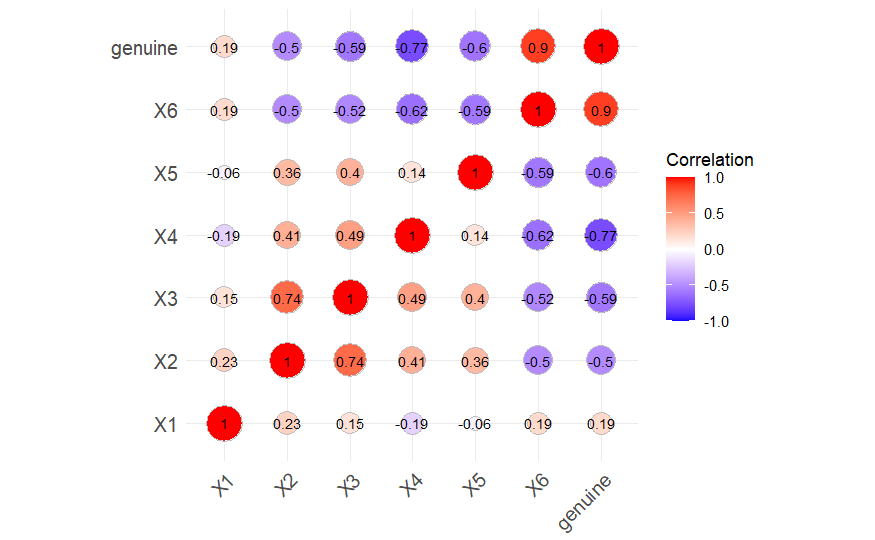 genuine 0.19 -0.5 -0.59 -0.77 -0.6 0.9 1
X6 0.19 -0.5 -0.52 -0.62 -0.59 1 0.9
X5 -0.06 0.36 0.4 0.14 1 -0.59 -0.6
X4 -0.19 0.41 0.49 1 0.14 -0.62 -0.77
X3 0.15 0.74 1 0.49 0.4 -0.52 -0.59
X2 0.23 1 0.74 0.41 0.36 -0.5 -0.5
X1 1 0.23 0.15 -0.19 -0.06 0.19 0.19
X1 X2 X3 X4 X5 X6 genuine
Correlation
1.0
0.5
0.0
-0.5
-1.0